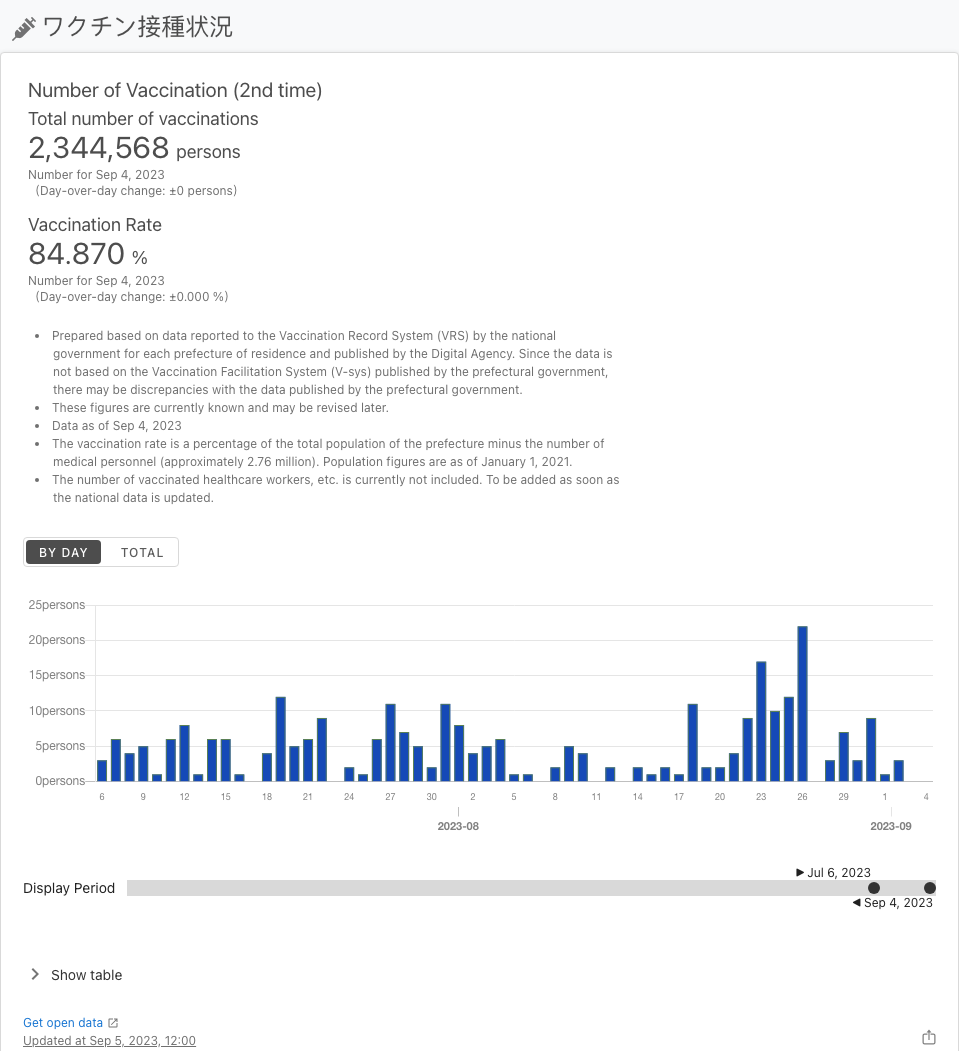 ワクチン接種状況
Number of Vaccination (2nd time)
Total number of vaccinations
2,344,568 persons
Number for Sep 4, 2023
(Day-over-day change: ±0 persons)
Vaccination Rate
84.870 %
Number for Sep 4, 2023
(Day-over-day change: ±0.000 %)
• Prepared based on data reported to the Vaccination Record System (VRS) by the national
government for each prefecture of residence and published by the Digital Agency. Since the data is
not based on the Vaccination Facilitation System (V-sys) published by the prefectural government,
there may be discrepancies with the data published by the prefectural government.
• These figures are currently known and may be revised later.
• Data as of Sep 4, 2023
• The vaccination rate is a percentage of the total population of the prefecture minus the number of
medical personnel (approximately 2.76 million). Population figures are as of January 1, 2021.
• The number of vaccinated healthcare workers, etc. is currently not included. To be added as soon as
the national data is updated.
BY DAY TOTAL
25persons
20persons
15persons
10persons
5persons
0persons
6 9 12 15 18 21 24 27 30 2 5 8 11 14 17 20 23 26 29 1 4
2023-08 2023-09
Jul 6, 2023
Display Period
Sep 4, 2023
Show table
Get open data
Updated at Sep 5, 2023, 12:00